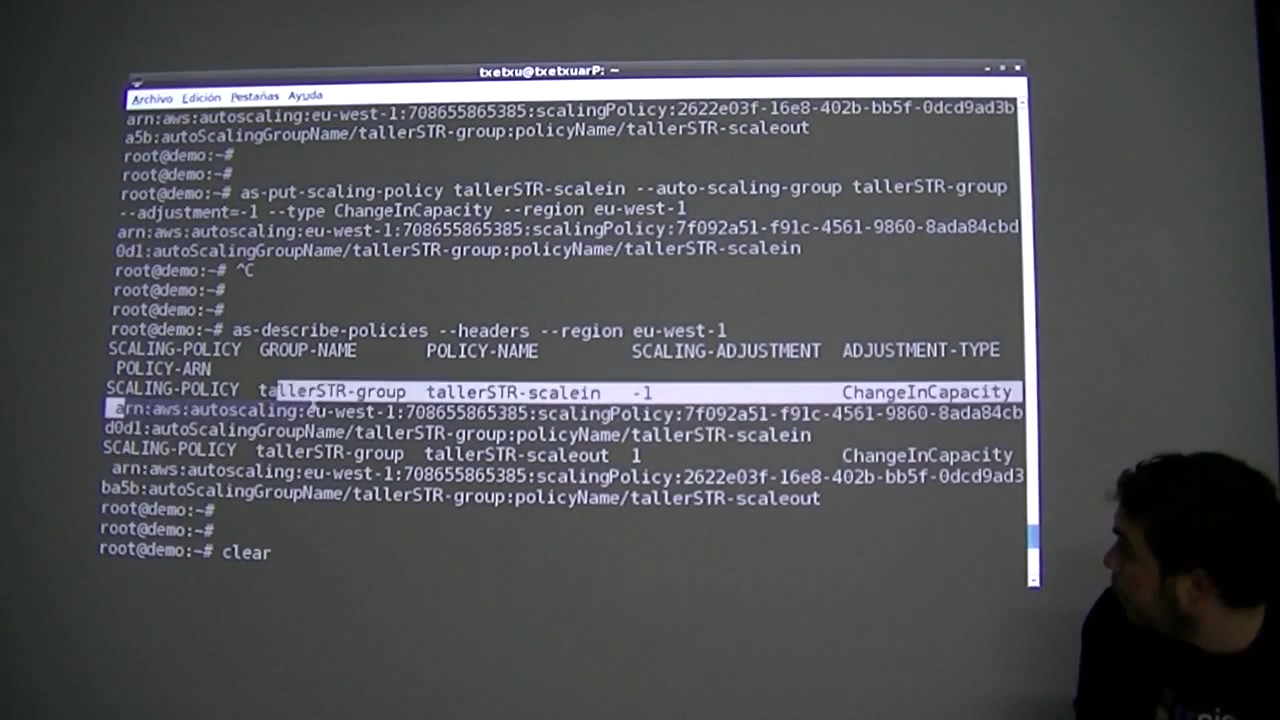 txetxu@txetxuarP: ~
Archivo Edición Pestañas Ayuda
arn:aws:autoscaling:eu-west-1:708655865385:scalingPolicy:2622e03f-16e8-402b-bb5f-0dcd9ad3b
a5b:autoScalingGroupName/tallerSTR-group:policyName/tallerSTR-scaleout
root@demo:~#
root@demo:~#
root@demo:~# as-put-scaling-policy tallerSTR-scalein --auto-scaling-group tallerSTR-group
--adjustment=-1 --type ChangeInCapacity --region eu-west-1
arn:aws:autoscaling:eu-west-1:708655865385:scalingPolicy:7f092a51-f91c-4561-9860-8ada84cbd
0d1:autoScalingGroupName/tallerSTR-group:policyName/tallerSTR-scalein
root@demo:~# ^C
root@demo:~#
root@demo:~#
root@demo:~# as-describe-policies --headers --region eu-west-1
SCALING-POLICY GROUP-NAME POLICY-NAME SCALING-ADJUSTMENT ADJUSTMENT-TYPE
POLICY-ARN
SCALING-POLICY tallerSTR-group tallerSTR-scalein -1 ChangeInCapacity
arn:aws:autoscaling:eu-west-1:708655865385:scalingPolicy:7f092a51-f91c-4561-9860-8ada84cb
d0d1:autoScalingGroupName/tallerSTR-group:policyName/tallerSTR-scalein
SCALING-POLICY tallerSTR-group tallerSTR-scaleout 1 ChangeInCapacity
arn:aws:autoscaling:eu-west-1:708655865385:scalingPolicy:2622e03f-16e8-402b-bb5f-0dcd9ad3
ba5b:autoScalingGroupName/tallerSTR-group:policyName/tallerSTR-scaleout
root@demo:~#
root@demo:~#
root@demo:~# clear